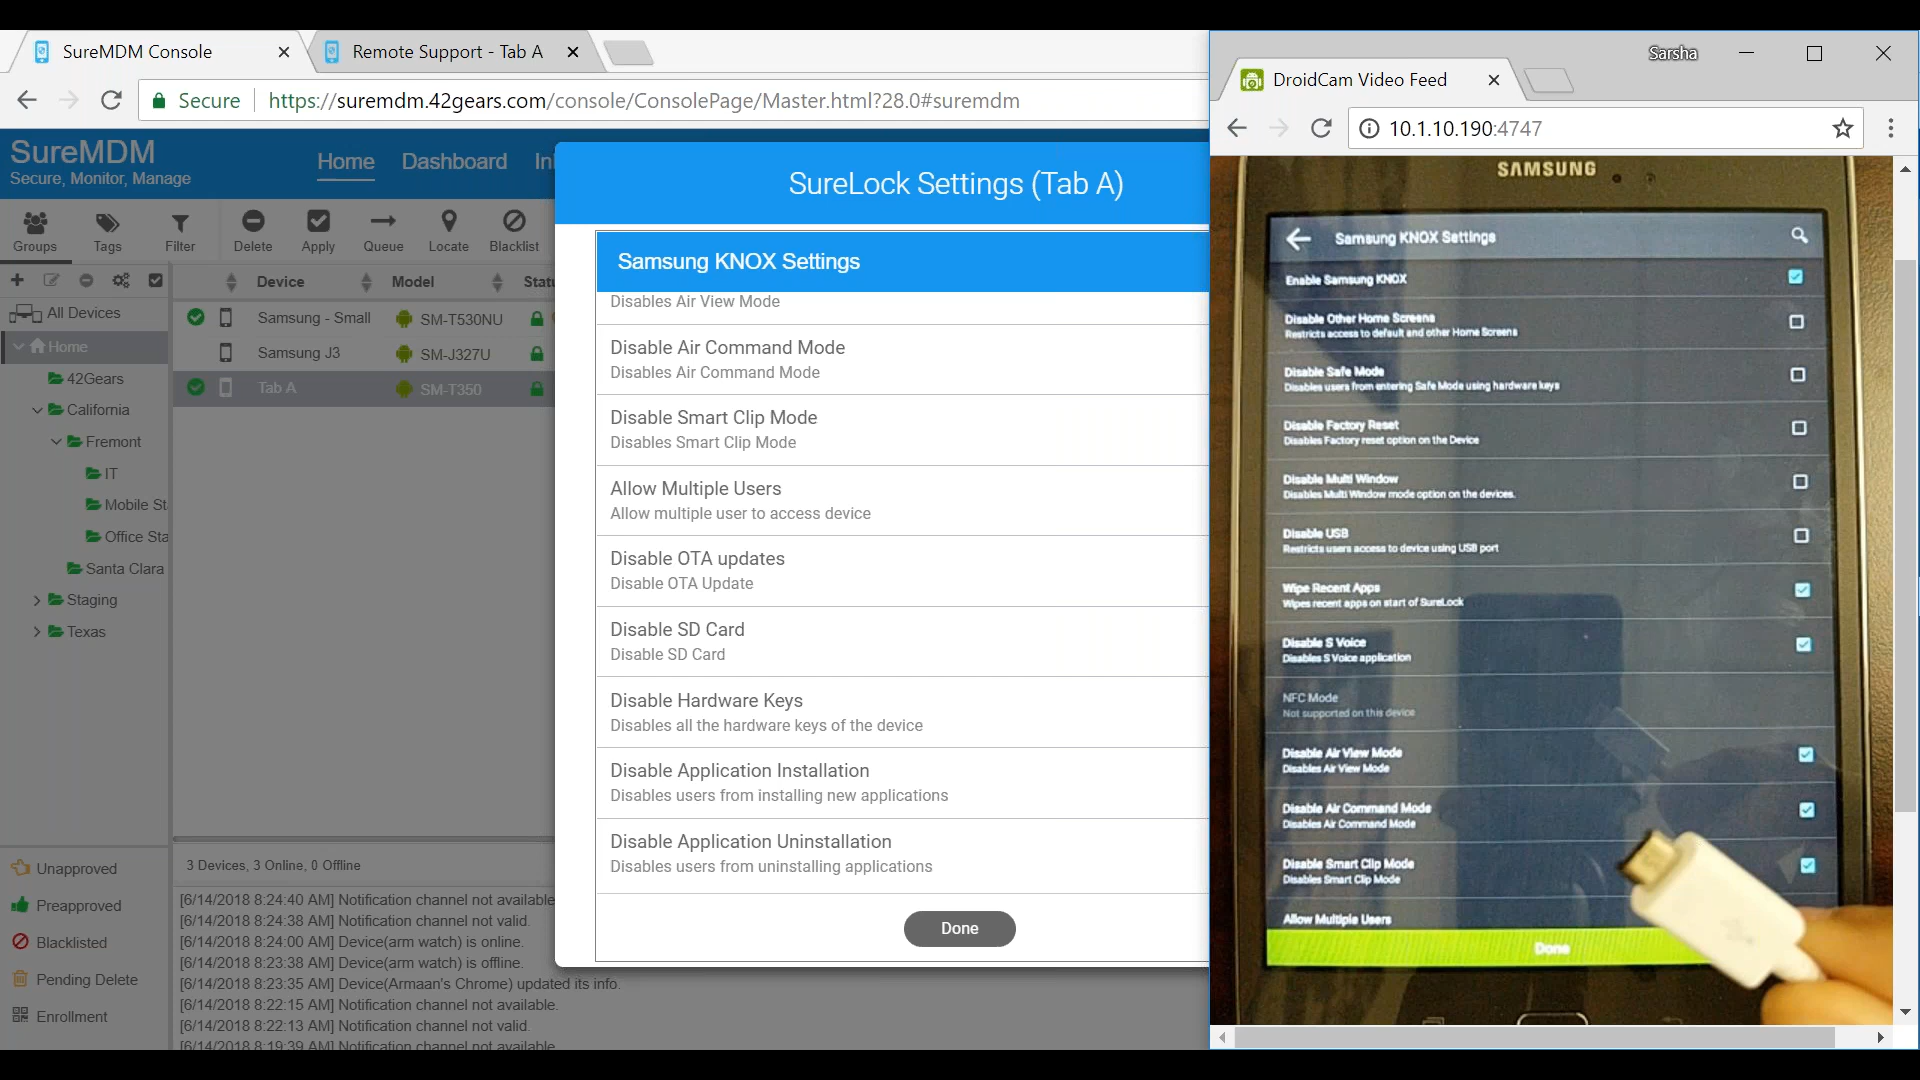 SureMDM Console
Remote Support - Tab A
Secure
https://suremdm.42gears.com/console/ConsolePage/Master.html?28.0#suremdm
SureMDM
Secure, Monitor, Manage
Home
Dashboard
Groups
Tags
Filter
Delete
Apply
Queue
Locate
Blacklist
Device
Model
Statu
All Devices
Home
42Gears
California
Fremont
IT
Mobile St
Office Sta
Santa Clara
Staging
Texas
Samsung - Small
SM-T530NU
Samsung J3
SM-J327U
Tab A
SM-T350
Unapproved
Preapproved
Blacklisted
Pending Delete
Enrollment
3 Devices, 3 Online, 0 Offline
[6/14/2018 8:24:40 AM] Notification channel not available
[6/14/2018 8:24:38 AM] Notification channel not valid.
[6/14/2018 8:24:00 AM] Device(arm watch) is online.
[6/14/2018 8:23:38 AM] Device(arm watch) is offline.
[6/14/2018 8:23:35 AM] Device(Armaan's Chrome) updated its info.
[6/14/2018 8:22:15 AM] Notification channel not available.
[6/14/2018 8:22:13 AM] Notification channel not valid.
[6/14/2018 8:19:39 AM] Notification channel not available
SureLock Settings (Tab A)
Samsung KNOX Settings
Disables Air View Mode
Disable Air Command Mode
Disables Air Command Mode
Disable Smart Clip Mode
Disables Smart Clip Mode
Allow Multiple Users
Allow multiple user to access device
Disable OTA updates
Disable OTA Update
Disable SD Card
Disable SD Card
Disable Hardware Keys
Disables all the hardware keys of the device
Disable Application Installation
Disables users from installing new applications
Disable Application Uninstallation
Disables users from uninstalling applications
Done
Sarsha
DroidCam Video Feed
10.1.10.190:4747
SAMSUNG
Samsung KNOX Settings
Enable Samsung KNOX
Disable Other Home Screens
Restricts access to default and other Home Screens
Disable Safe Mode
Disables users from entering Safe Mode using hardware keys
Disable Factory Reset
Disables Factory reset option on the Device
Disable Multi Window
Disables Multi Window mode option on the devices.
Disable USB
Restricts users access to device using USB port
Wipe Recent Apps
Wipes recent apps on start of SureLock
Disable S Voice
Disables S Voice application
NFC Mode
Not supported on this device
Disable Air View Mode
Disables Air View Mode
Disable Air Command Mode
Disables Air Command Mode
Disable Smart Clip Mode
Disables Smart Clip Mode
Allow Multiple Users
Done